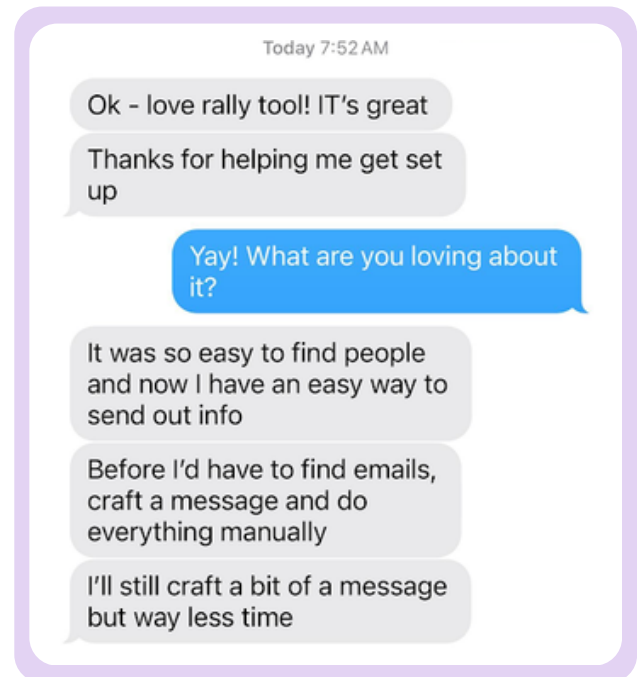 Today 7:52 AM
Ok - love rally tool! IT’s great
Thanks for helping me get set
up
Yay! What are you loving about
it?
It was so easy to find people
and now I have an easy way to
send out info
Before I’d have to find emails,
craft a message and do
everything manually
I’ll still craft a bit of a message
but way less time